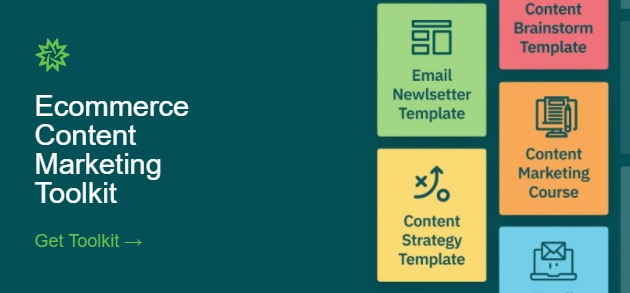 Ecommerce
Content
Marketing
Toolkit
Get Toolkit →
Email
Newlsetter
Template
Content
Strategy
Template
Content
Brainstorm
Template
Content
Marketing
Course